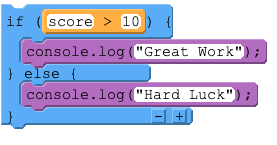 if (score > 10) {
console.log("Great Work");
} else {
console.log("Hard Luck");
} - +